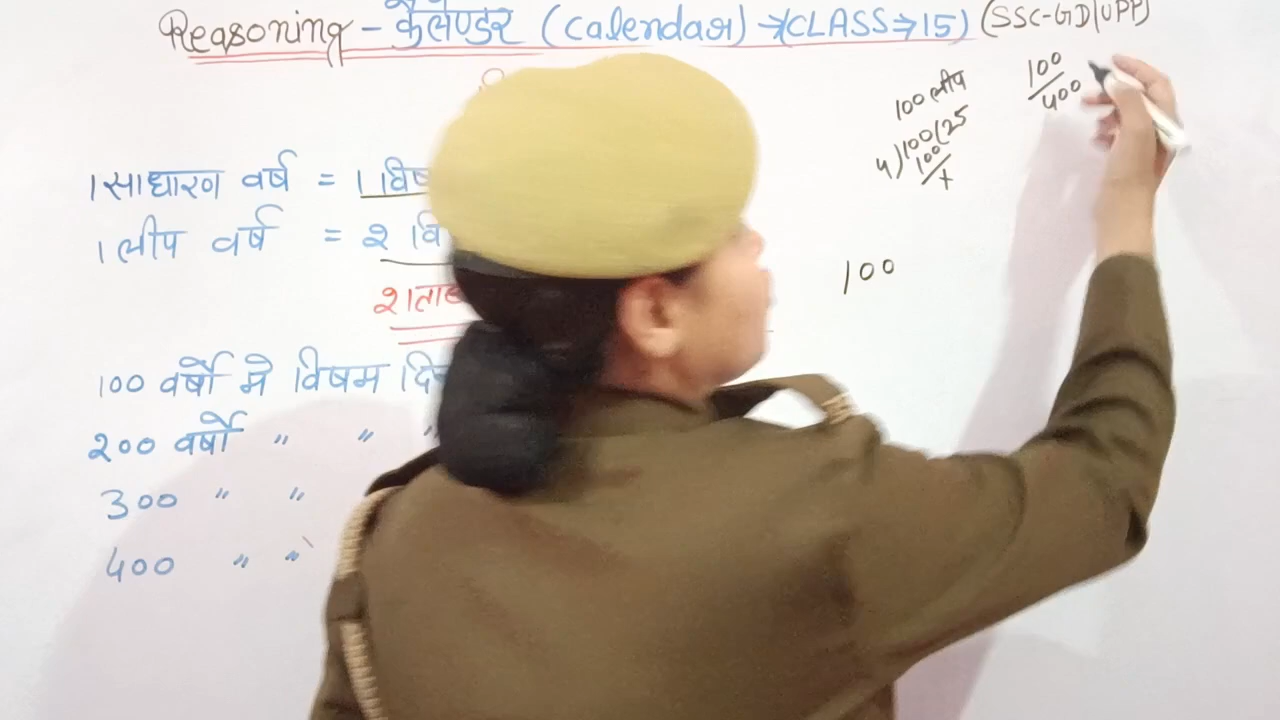 Reasoning - कैलेण्डर (Calendar) → (CLASS → 15) (SSC-GD|UPP)
100 लीप
4)100(25
100
100
400
1 साधारण वर्ष = 1 विष
1 लीप वर्ष = 2 वि
100
शताब
100 वर्षो मे विषम दि
200 वर्षो " " "
300 " "
400 " "